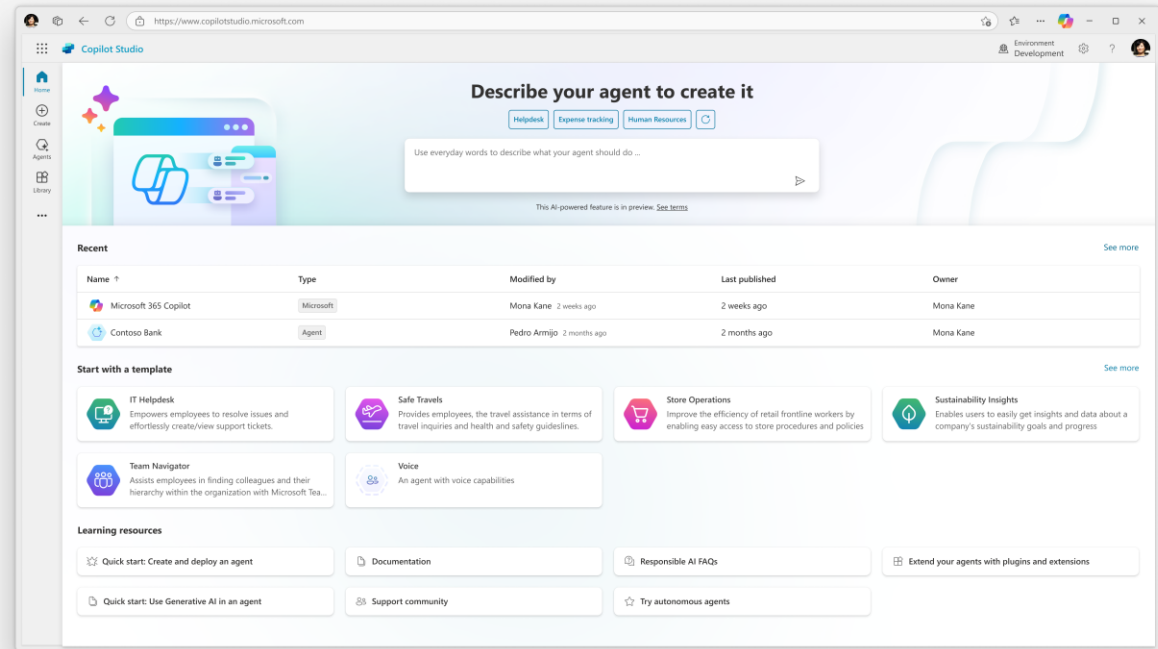 https://www.copilotstudio.microsoft.com
Copilot Studio
Environment
Development
?
Home
Create
Agents
Library
Describe your agent to create it
Helpdesk
Expense tracking
Human Resources
Use everyday words to describe what your agent should do ...
This AI-powered feature is in preview. See terms
Recent
See more
Name ↑
Type
Modified by
Last published
Owner
Microsoft 365 Copilot
Microsoft
Mona Kane 2 weeks ago
2 weeks ago
Mona Kane
Contoso Bank
Agent
Pedro Armijo 2 months ago
2 months ago
Mona Kane
Start with a template
See more
IT Helpdesk
Empowers employees to resolve issues and
effortlessly create/view support tickets.
Safe Travels
Provides employees, the travel assistance in terms of
travel inquiries and health and safety guideslines.
Store Operations
Improve the efficiency of retail frontline workers by
enabling easy access to store procedures and policies
Sustainability Insights
Enables users to easily get insights and data about a
company's sustainability goals and progress
Team Navigator
Assists employees in finding colleagues and their
hierarchy within the organization with Microsoft Tea...
Voice
An agent with voice capabilities
Learning resources
Quick start: Create and deploy an agent
Documentation
Responsible AI FAQs
Extend your agents with plugins and extensions
Quick start: Use Generative AI in an agent
Support community
Try autonomous agents